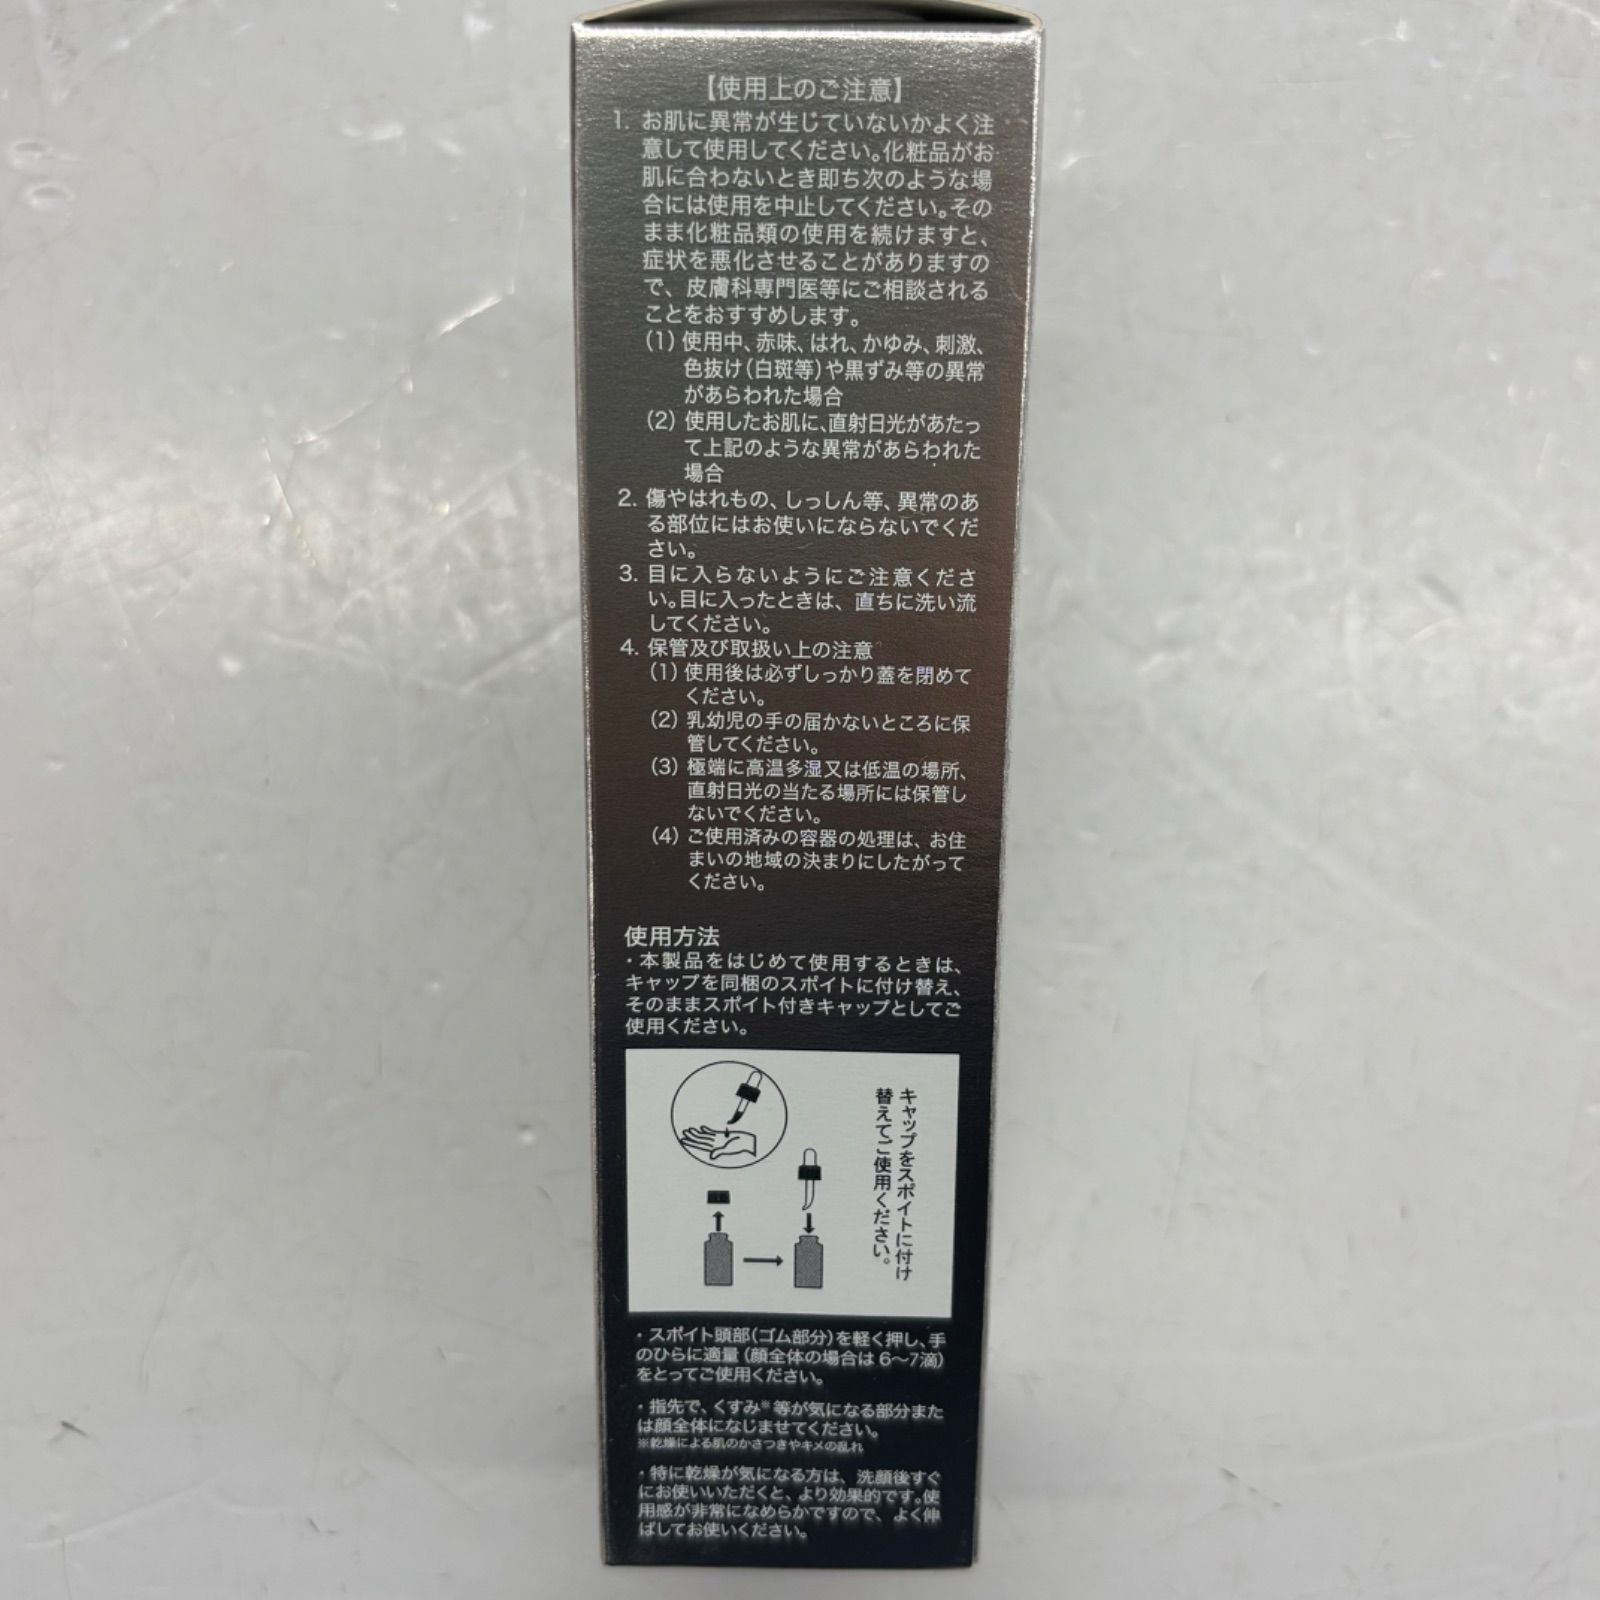 【使用上のご注意】
1. お肌に異常が生じていないかよく注
意して使用してください。化粧品がお
肌に合わないとき即ち次のような場
合には使用を中止してください。その
まま化粧品類の使用を続けますと、
症状を悪化させることがありますの
で、皮膚科専門医等にご相談される
ことをおすすめします。
(1) 使用中、赤味、はれ、かゆみ、刺激、
色抜け(白斑等)や黒ずみ等の異常
があらわれた場合
(2) 使用したお肌に、直射日光があたっ
て上記のような異常があらわれた
場合
2. 傷やはれもの、しっしん等、異常のあ
る部位にはお使いにならないでくだ
さい。
3. 目に入らないようにご注意くださ
い。目に入ったときは、直ちに洗い流
してください。
4. 保管及び取扱い上の注意
(1) 使用後は必ずしっかり蓋を閉めて
ください。
(2) 乳幼児の手の届かないところに保
管してください。
(3) 極端に高温多湿又は低温の場所、
直射日光の当たる場所には保管し
ないでください。
(4) ご使用済みの容器の処理は、お住
まいの地域の決まりにしたがって
ください。
使用方法
・本製品をはじめて使用するときは、
キャップを同梱のスポイトに付け替え、
そのままスポイト付きキャップとしてご
使用ください。
キャップをスポイトに付け
替えてご使用ください。
・スポイト頭部(ゴム部分)を軽く押し、手
のひらに適量(顔全体の場合は6〜7滴)
をとってご使用ください。
・指先で、くすみ※等が気になる部分また
は顔全体になじませてください。
※乾燥による肌のかさつきやキメの乱れ
・特に乾燥が気になる方は、洗顔後すぐ
にお使いいただくと、より効果的です。使
用感が非常になめらかですので、よく伸
ばしてお使いください。